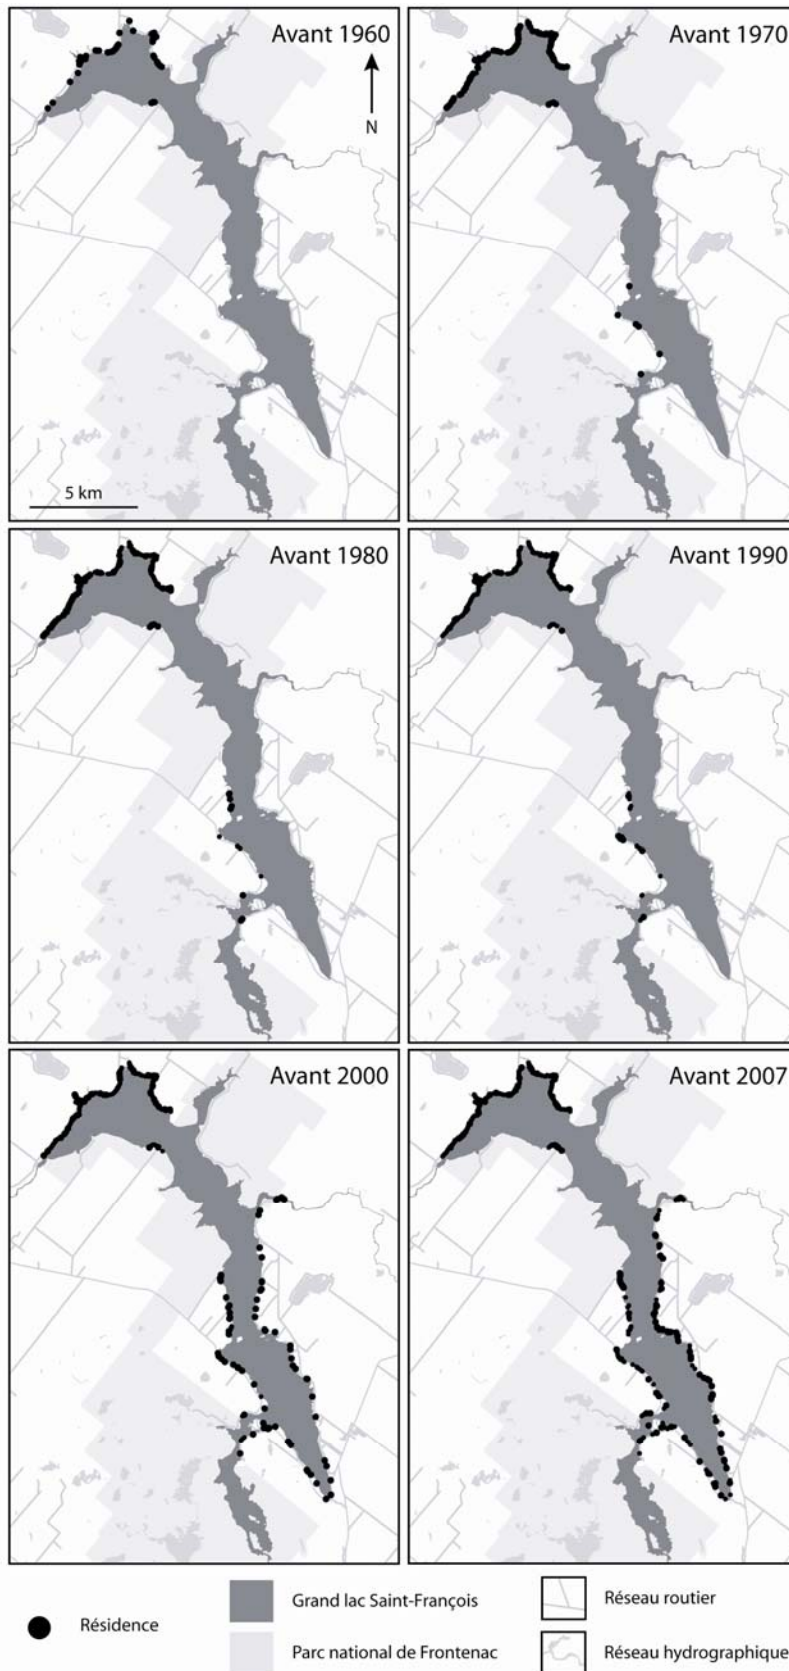 Avant 1960
N
5 km
Avant 1970
Avant 1980
Avant 1990
Avant 2000
Avant 2007
Résidence
Grand lac Saint-François
Parc national de Frontenac
Réseau routier
Réseau hydrographique